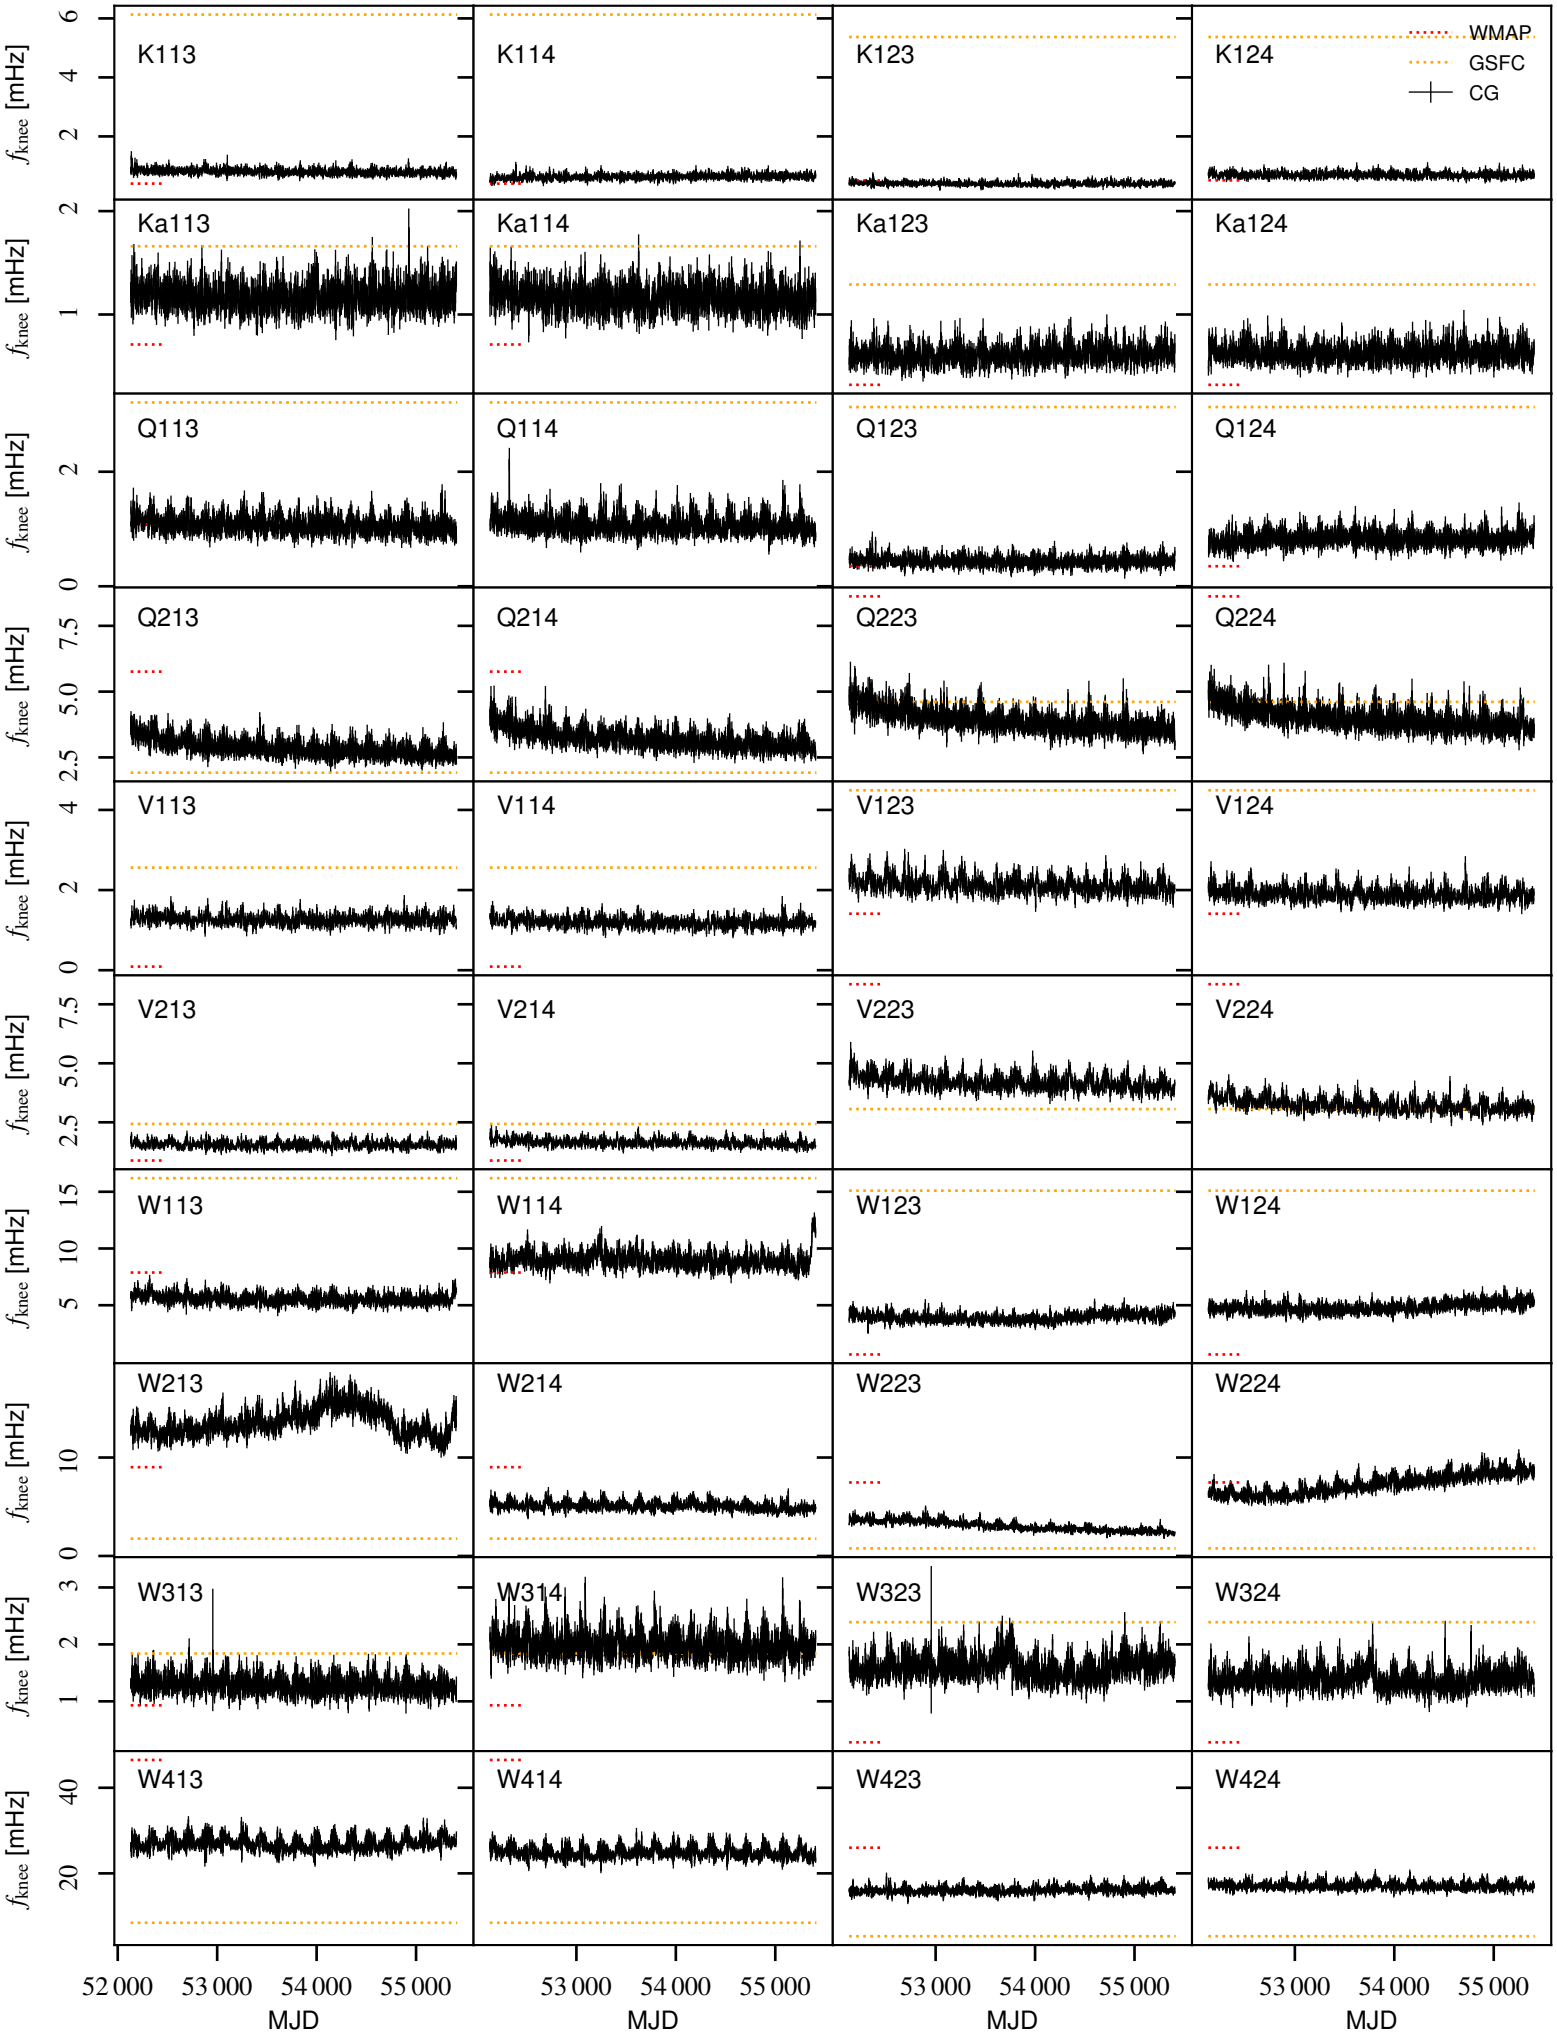 6
4
2
f_knee [mHz]
K113
K114
K123
K124
WMAP
GSFC
CG
2
1
f_knee [mHz]
Ka113
Ka114
Ka123
Ka124
2
0
f_knee [mHz]
Q113
Q114
Q123
Q124
7.5
5.0
2.5
f_knee [mHz]
Q213
Q214
Q223
Q224
4
2
0
f_knee [mHz]
V113
V114
V123
V124
7.5
5.0
2.5
f_knee [mHz]
V213
V214
V223
V224
15
10
5
f_knee [mHz]
W113
W114
W123
W124
10
0
f_knee [mHz]
W213
W214
W223
W224
3
2
1
f_knee [mHz]
W313
W314
W323
W324
40
20
f_knee [mHz]
W413
W414
W423
W424
52 000 53 000 54 000 55 000
53 000 54 000 55 000
53 000 54 000 55 000
53 000 54 000 55 000
MJD
MJD
MJD
MJD